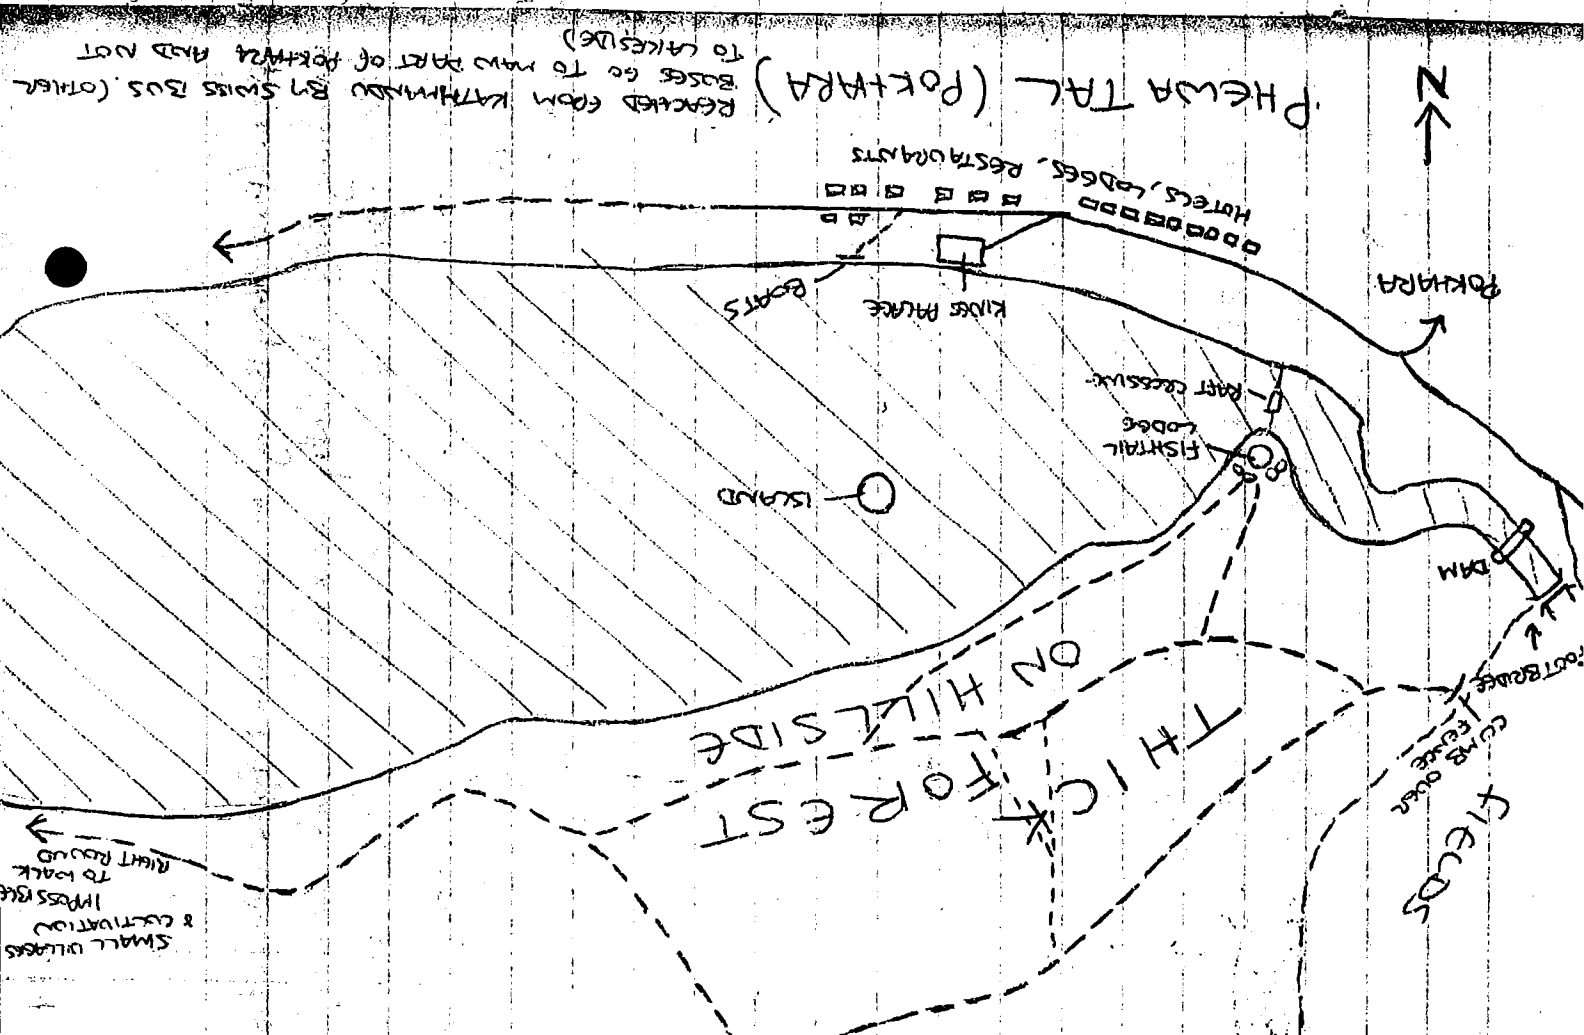 SMALL VILLAGES
& CULTIVATION
IMPOSSIBLE
TO WALK
RIGHT ROUND
FIELDS
THICK FOREST
ON HILLSIDE
CLIMB OVER
FENCE
FOOTBRIDGE
DAM
ISLAND
FISHTAIL
LODGE
RAFT CROSSING
POKHARA
KINGS PALACE
BOATS
HOTELS, LODGES, RESTAURANTS
N
PHEWA TAL (POKHARA)
REACHED FROM KATHMANDU BY SWISS BUS (OTHER
BUSES GO TO MAIN PART OF POKHARA AND NOT
TO LAKESIDE)